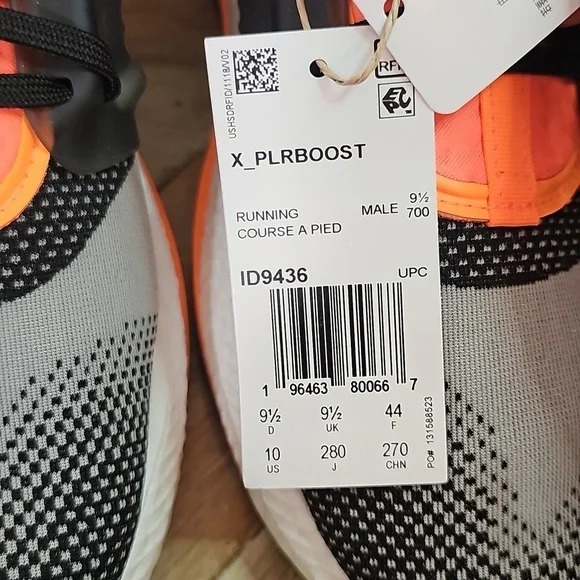 USHSDRFID/1118/V02
RFID
X_PLRBOOST
RUNNING
COURSE A PIED
MALE 9½
700
ID9436
UPC
1 96463 80066 7
9½ 9½ 44
D UK F
10 280 270
US J CHN
PO# 131588523